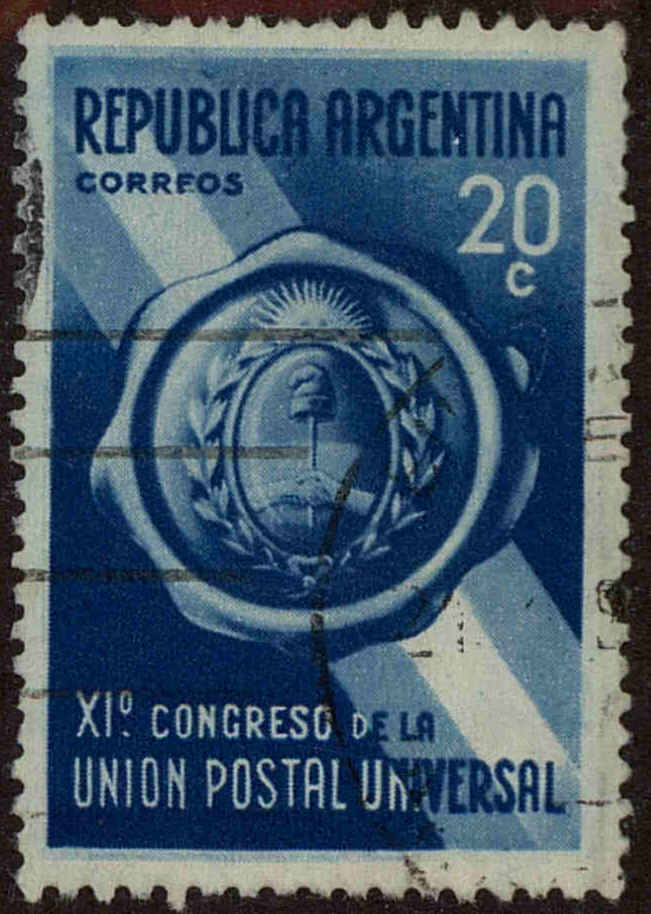 REPUBLICA ARGENTINA
CORREOS
20
c
XIº CONGRESO DE LA
UNION POSTAL UNIVERSAL